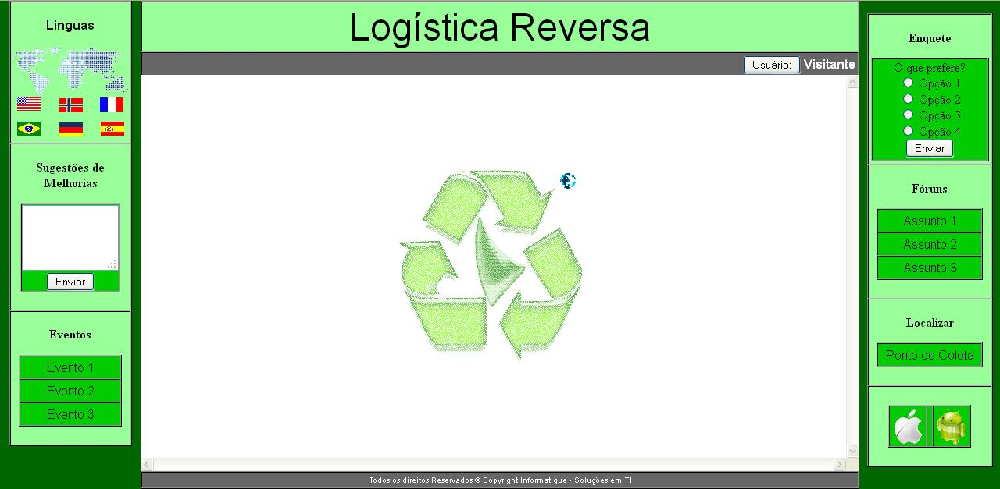 Linguas
Sugestões de
Melhorias
Enviar
Eventos
Evento 1
Evento 2
Evento 3
Logística Reversa
Usuário:
Visitante
Todos os direitos Reservados © Copyright Informatique - Soluções em TI
Enquete
O que prefere?
Opção 1
Opção 2
Opção 3
Opção 4
Enviar
Fóruns
Assunto 1
Assunto 2
Assunto 3
Localizar
Ponto de Coleta